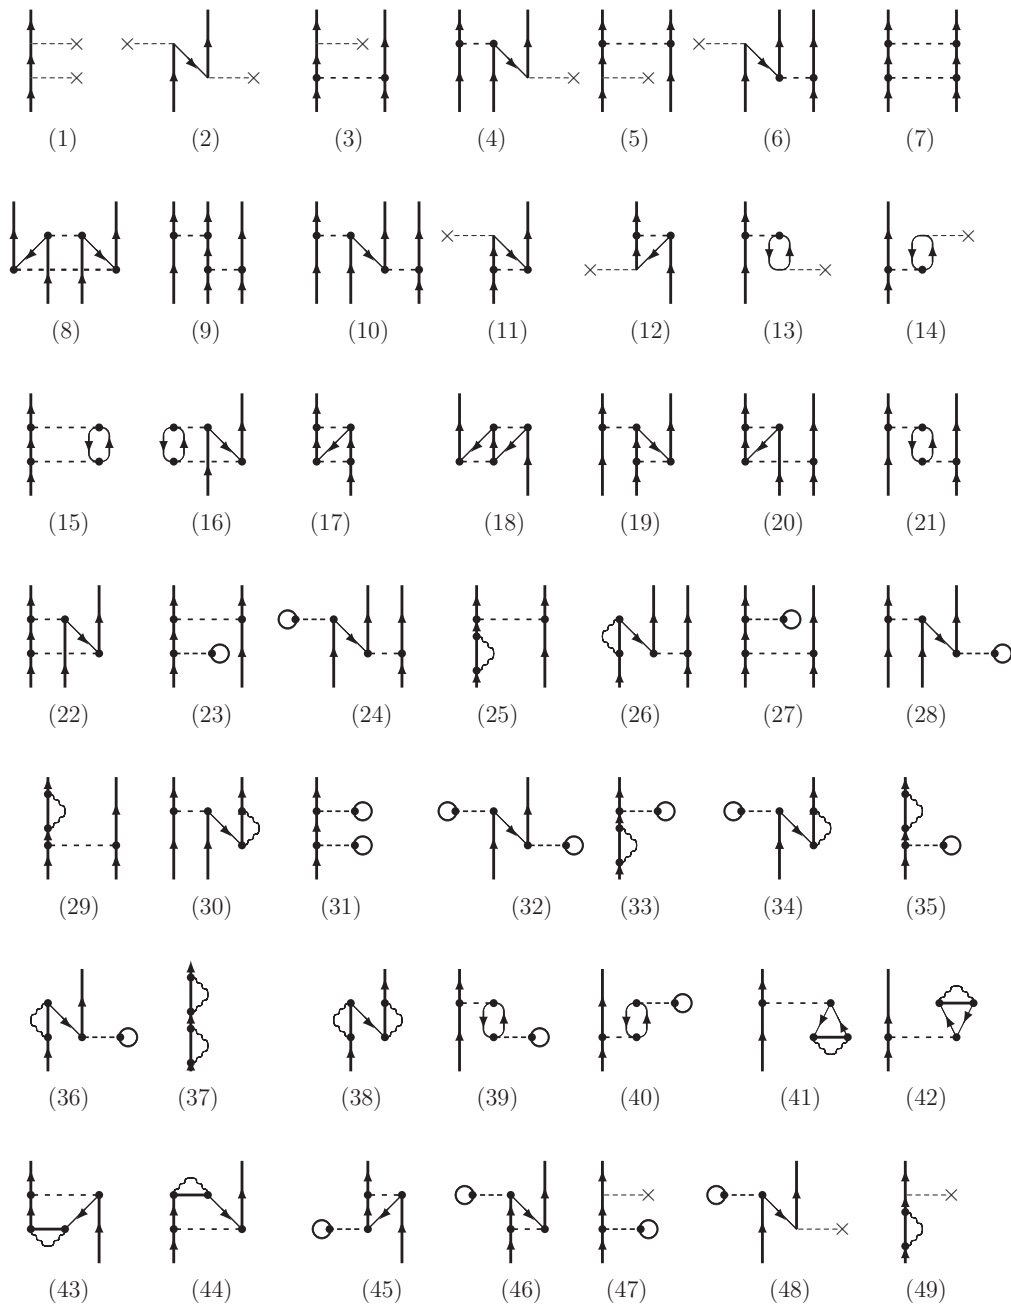 (1) (2) (3) (4) (5) (6) (7)
(8) (9) (10) (11) (12) (13) (14)
(15) (16) (17) (18) (19) (20) (21)
(22) (23) (24) (25) (26) (27) (28)
(29) (30) (31) (32) (33) (34) (35)
(36) (37) (38) (39) (40) (41) (42)
(43) (44) (45) (46) (47) (48) (49)